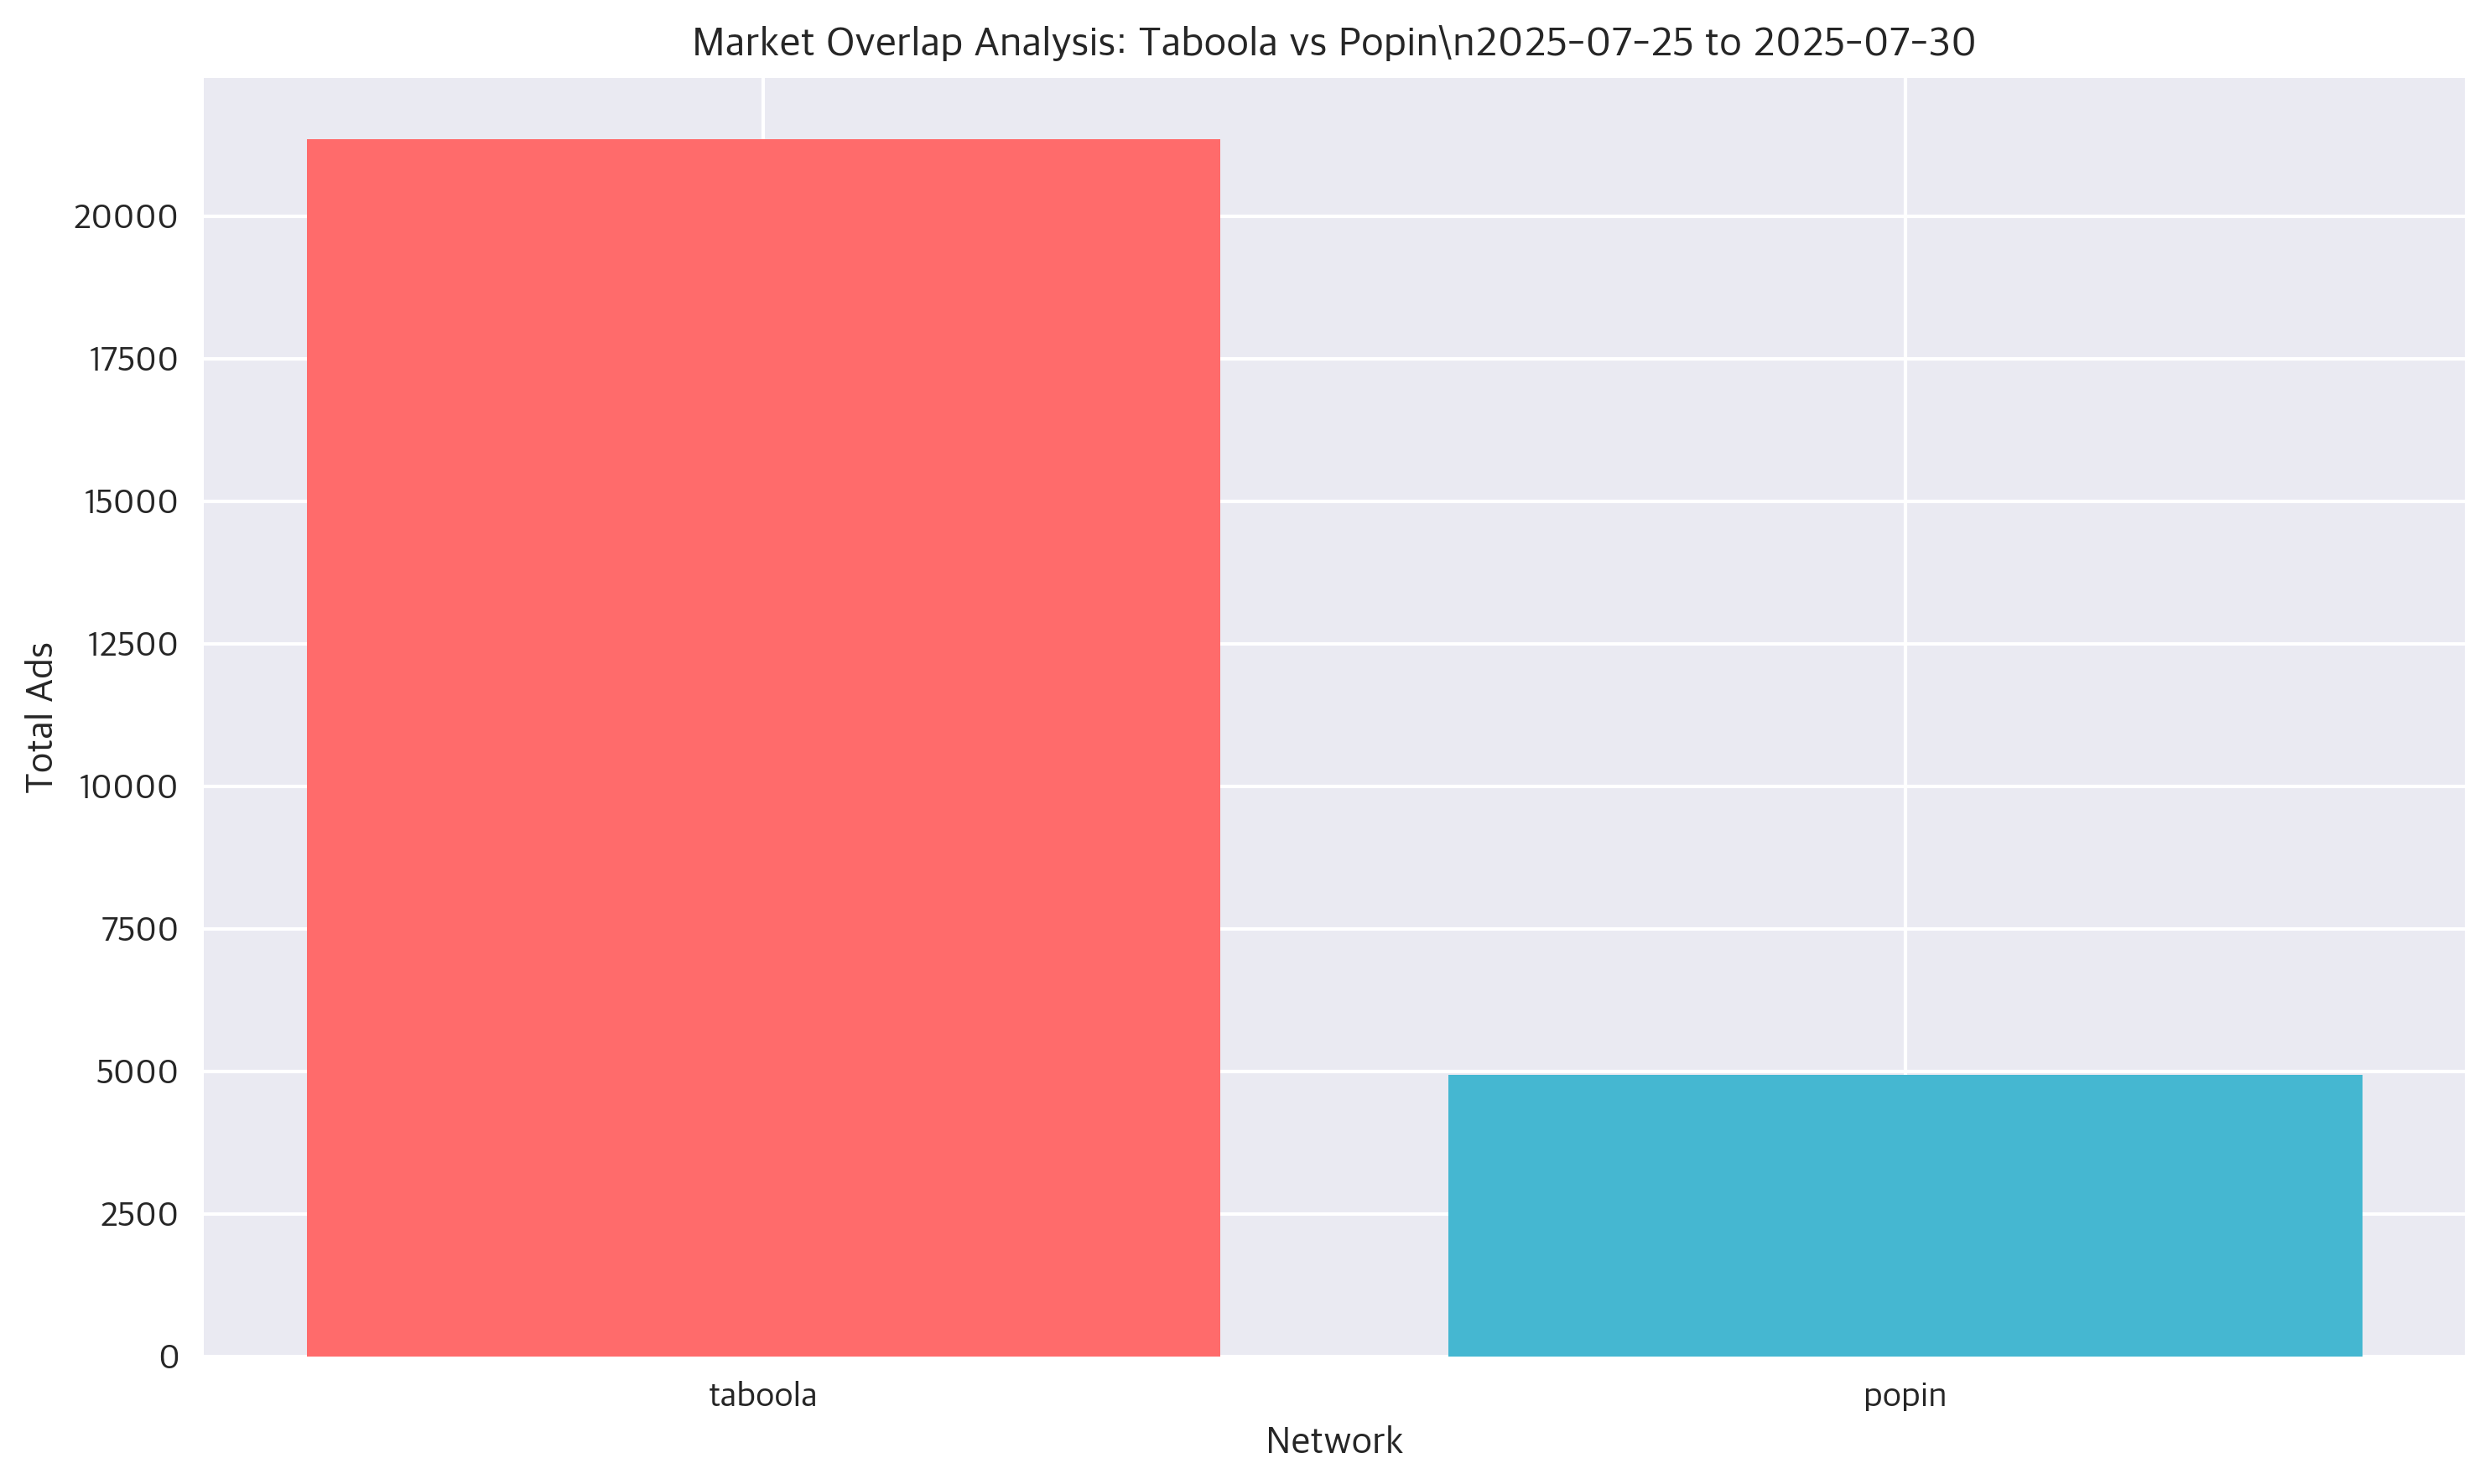 Market Overlap Analysis: Taboola vs Popin\n2025-07-25 to 2025-07-30
20000
17500
15000
12500
10000
7500
5000
2500
0
Total Ads
taboola
popin
Network